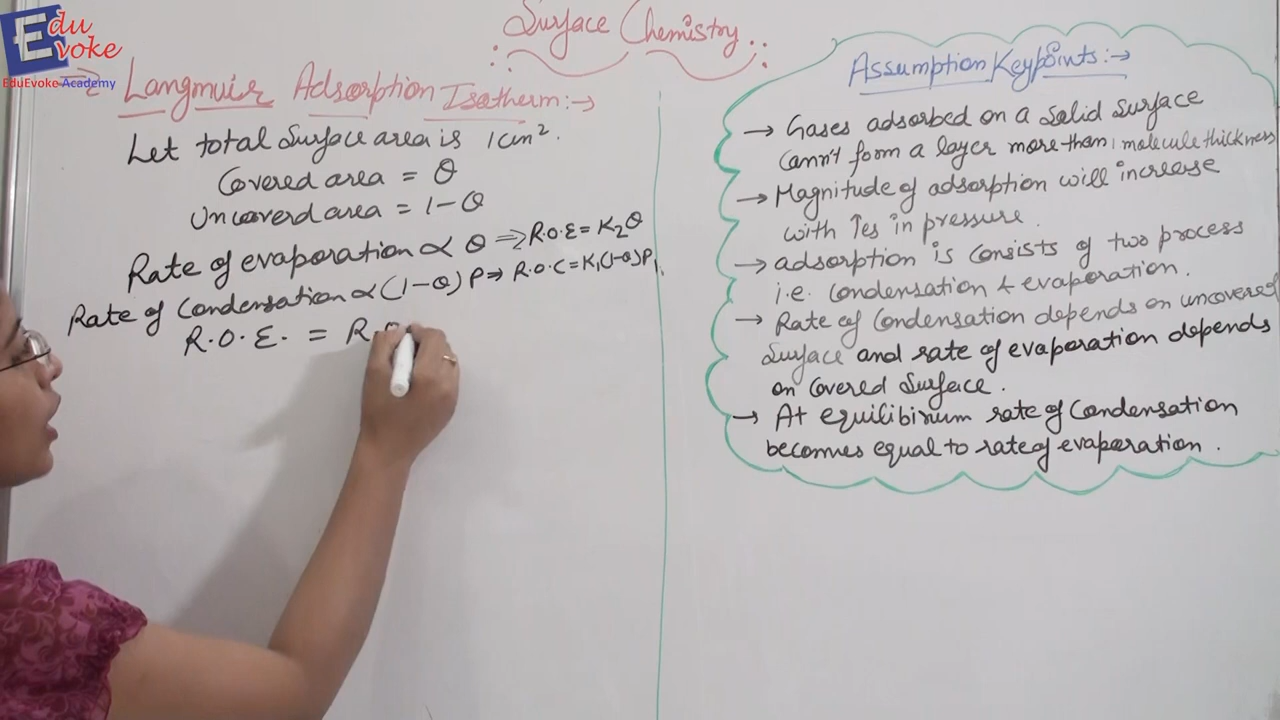 Edu
Evoke
EduEvoke Academy
Surface Chemistry
⇒ Langmuir Adsorption Isotherm:→
Let total Surface area is 1cm².
Covered area = θ
Uncoverd area = 1-θ
Rate of evaporation ∝ θ ⇒ R.O.E = K₂θ
Rate of Condensation ∝ (1-θ) P ⇒ R.O.C = K₁(1-θ)P
R.O.E. = R.O
Assumption Keypoints:→
→ Gases adsorbed on a Solid Surface
cann't form a layer more than 1 molecule thickness
→ Magnitude of adsorption will increase
with ↑es in pressure.
→ adsorption is consists of two process
i.e. condensation & evaporation.
→ Rate of Condensation depends on uncovered
Surface and rate of evaporation depends
on Covered Surface.
→ At equilibirium rate of Condensation
becomes equal to rate of evaporation.